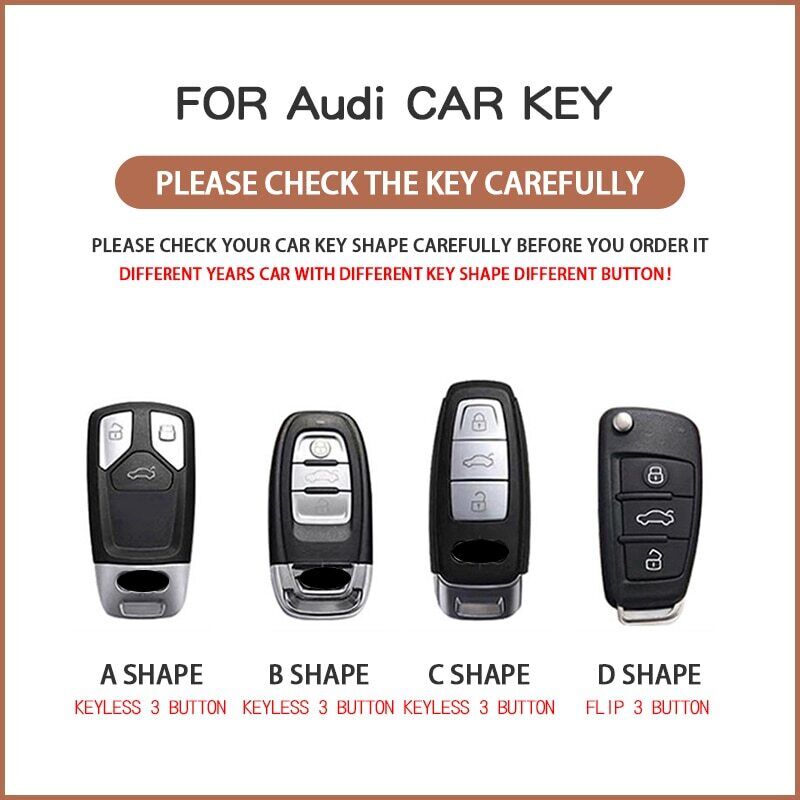 FOR Audi CAR KEY
PLEASE CHECK THE KEY CAREFULLY
PLEASE CHECK YOUR CAR KEY SHAPE CAREFULLY BEFORE YOU ORDER IT
DIFFERENT YEARS CAR WITH DIFFERENT KEY SHAPE DIFFERENT BUTTON!
A SHAPE B SHAPE C SHAPE D SHAPE
KEYLESS 3 BUTTON KEYLESS 3 BUTTON KEYLESS 3 BUTTON FLIP 3 BUTTON